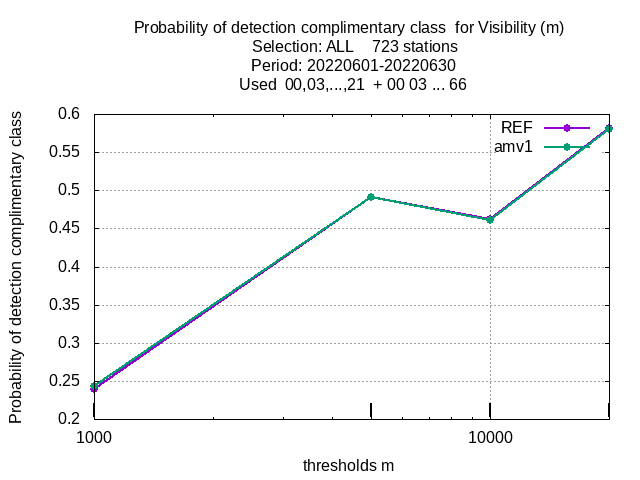 Probability of detection complimentary class  for Visibility (m)
Selection: ALL    723 stations
Period: 20220601-20220630
Used  00,03,...,21  + 00 03 ... 66
Probability of detection complimentary class
0.6
0.55
0.5
0.45
0.4
0.35
0.3
0.25
0.2
REF
amv1
1000
10000
thresholds m